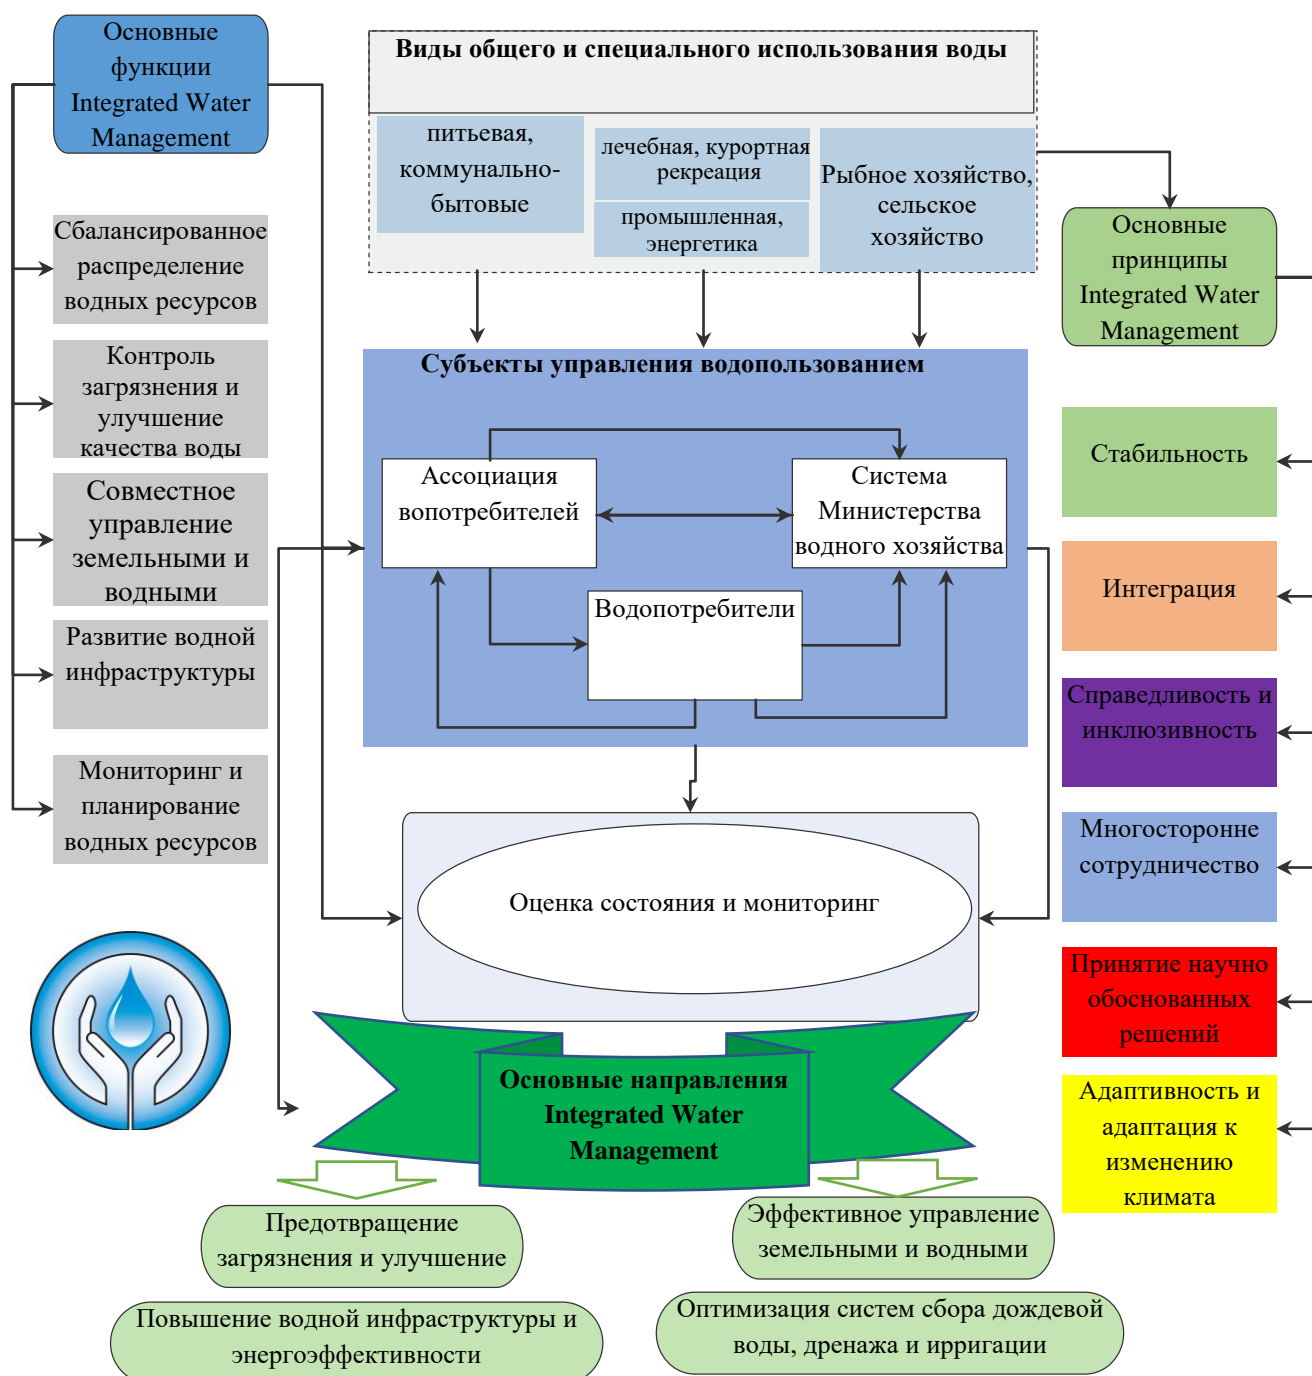 Основные
функции
Integrated Water
Management
Виды общего и специального использования воды
питьевая,
коммунально-
бытовые
лечебная, курортная
рекреация
промышленная,
энергетика
Рыбное хозяйство,
сельское
хозяйство
Основные
принципы
Integrated Water
Management
Сбалансированное
распределение
водных ресурсов
Контроль
загрязнения и
улучшение
качества воды
Совместное
управление
земельными и
водными
Развитие водной
инфраструктуры
Мониторинг и
планирование
водных ресурсов
Субъекты управления водопользованием
Ассоциация
вопотребителей
Система
Министерства
водного хозяйства
Водопотребители
Оценка состояния и мониторинг
Стабильность
Интеграция
Справедливость и
инклюзивность
Многосторонне
сотрудничество
Принятие научно
обоснованных
решений
Адаптивность и
адаптация к
изменению
климата
Основные направления
Integrated Water
Management
Предотвращение
загрязнения и улучшение
Эффективное управление
земельными и водными
Повышение водной инфраструктуры и
энергоэффективности
Оптимизация систем сбора дождевой
воды, дренажа и ирригации